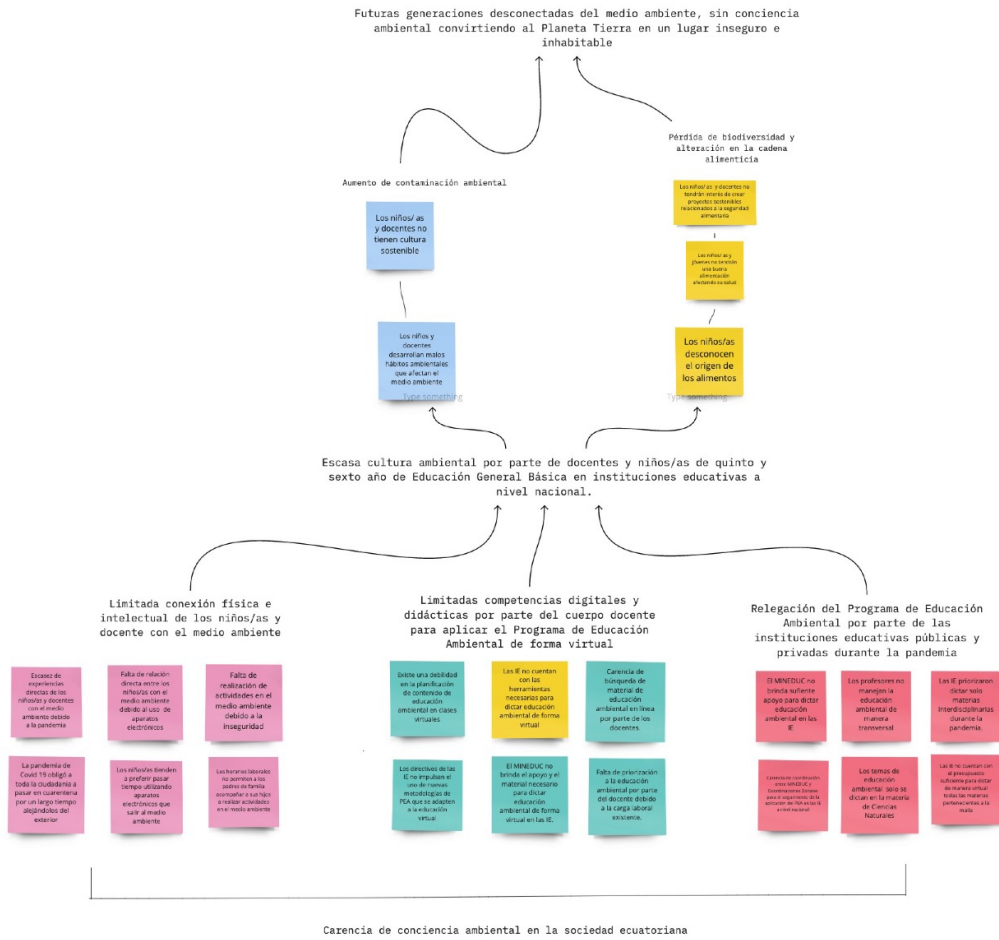 Futuras generaciones desconectadas del medio ambiente, sin conciencia
ambiental convirtiendo al Planeta Tierra en un lugar inseguro e
inhabitable
Pérdida de biodiversidad y
alteración en la cadena
alimenticia
Aumento de contaminación ambiental
Los niños/as y docentes no
tendrán interés de crear
proyectos sostenibles
relacionados a la seguridad
alimentaria
Los niños/ as
y docentes no
tienen cultura
sostenible
Los niños/as y
jóvenes no tendrán
una buena
alimentación
afectando su salud
Los niños y
docentes
desarrollan malos
hábitos ambientales
que afectan el
medio ambiente
Type something
Los niños/as
desconocen
el origen de
los alimentos
Type something
Escasa cultura ambiental por parte de docentes y niños/as de quinto y
sexto año de Educación General Básica en instituciones educativas a
nivel nacional.
Limitada conexión física e
intelectual de los niños/as y
docente con el medio ambiente
Limitadas competencias digitales y
didácticas por parte del cuerpo docente
para aplicar el Programa de Educación
Ambiental de forma virtual
Relegación del Programa de Educación
Ambiental por parte de las
instituciones educativas públicas y
privadas durante la pandemia
Escasez de
experiencias
directas de los
niños/as y docentes
con el medio
ambiente debido
a la pandemia
Falta de relación
directa entre los
niños/as con el
medio ambiente
debido al uso de
aparatos
electrónicos
Falta de
realización de
actividades en el
medio ambiente
debido a la
inseguridad
Existe una debilidad
en la planificación
de contenido de
educación
ambiental en clases
virtuales
Las IE no cuentan
con las
herramientas
necesarias para
dictar educación
ambiental de forma
virtual
Carencia de
búsqueda de
material de
educación
ambiental en línea
por parte de los
docentes.
El MINEDUC no
brinda sufiente
apoyo para dictar
educación
ambiental en las
IE
Los profesores no
manejan la
educación
ambiental de
manera
transversal
Las IE priorizaron
dictar solo
materias
interdisciplinarias
durante la
pandemia.
La pandemia de
Covid 19 obligó a
toda la ciudadanía a
pasar en cuarentena
por un largo tiempo
alejándolos del
exterior
Los niños/as tienden
a preferir pasar
tiempo utilizando
aparatos
electrónicos que
salir al medio
ambiente
Los horarios laborales
no permiten a los
padres de familia
acompañar a sus hijos
a realizar actividades
en el medio ambiente
Los directivos de las
IE no impulsan el
uso de nuevas
metodologías de
PEA que se adapten
a la educación
virtual
El MINEDUC no
brinda el apoyo y el
material necesario
para dictar
educación
ambiental de forma
virtual en las IE.
Falta de priorización
a la educación
ambiental por parte
del docente debido
a la carga laboral
existente.
Carencia de coordinación
entre MINEDUC y
Coordinaciones Zonales
para el seguimiento de la
aplicación del PEA en las IE
a nivel nacional
Los temas de
educación
ambiental solo se
dictan en la materia
de Ciencias
Naturales
Las IE no cuentan con
el presupuesto
suficiente para dictar
de manera virtual
todas las materias
pertenecientes a la
malla
Carencia de conciencia ambiental en la sociedad ecuatoriana